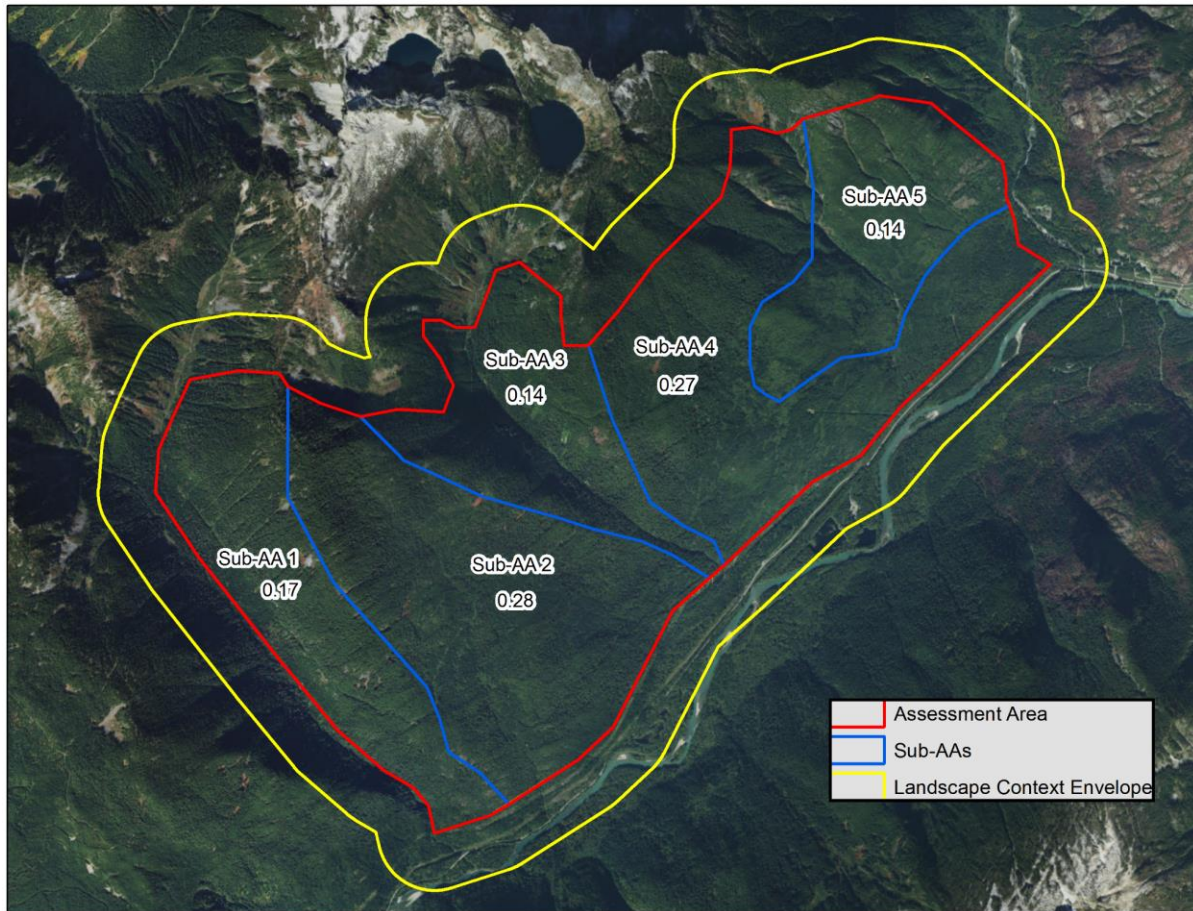 Sub-AA 5
0.14
Sub-AA 3
0.14
Sub-AA 4
0.27
Sub-AA 1
0.17
Sub-AA 2
0.28
Assessment Area
Sub-AAs
Landscape Context Envelope